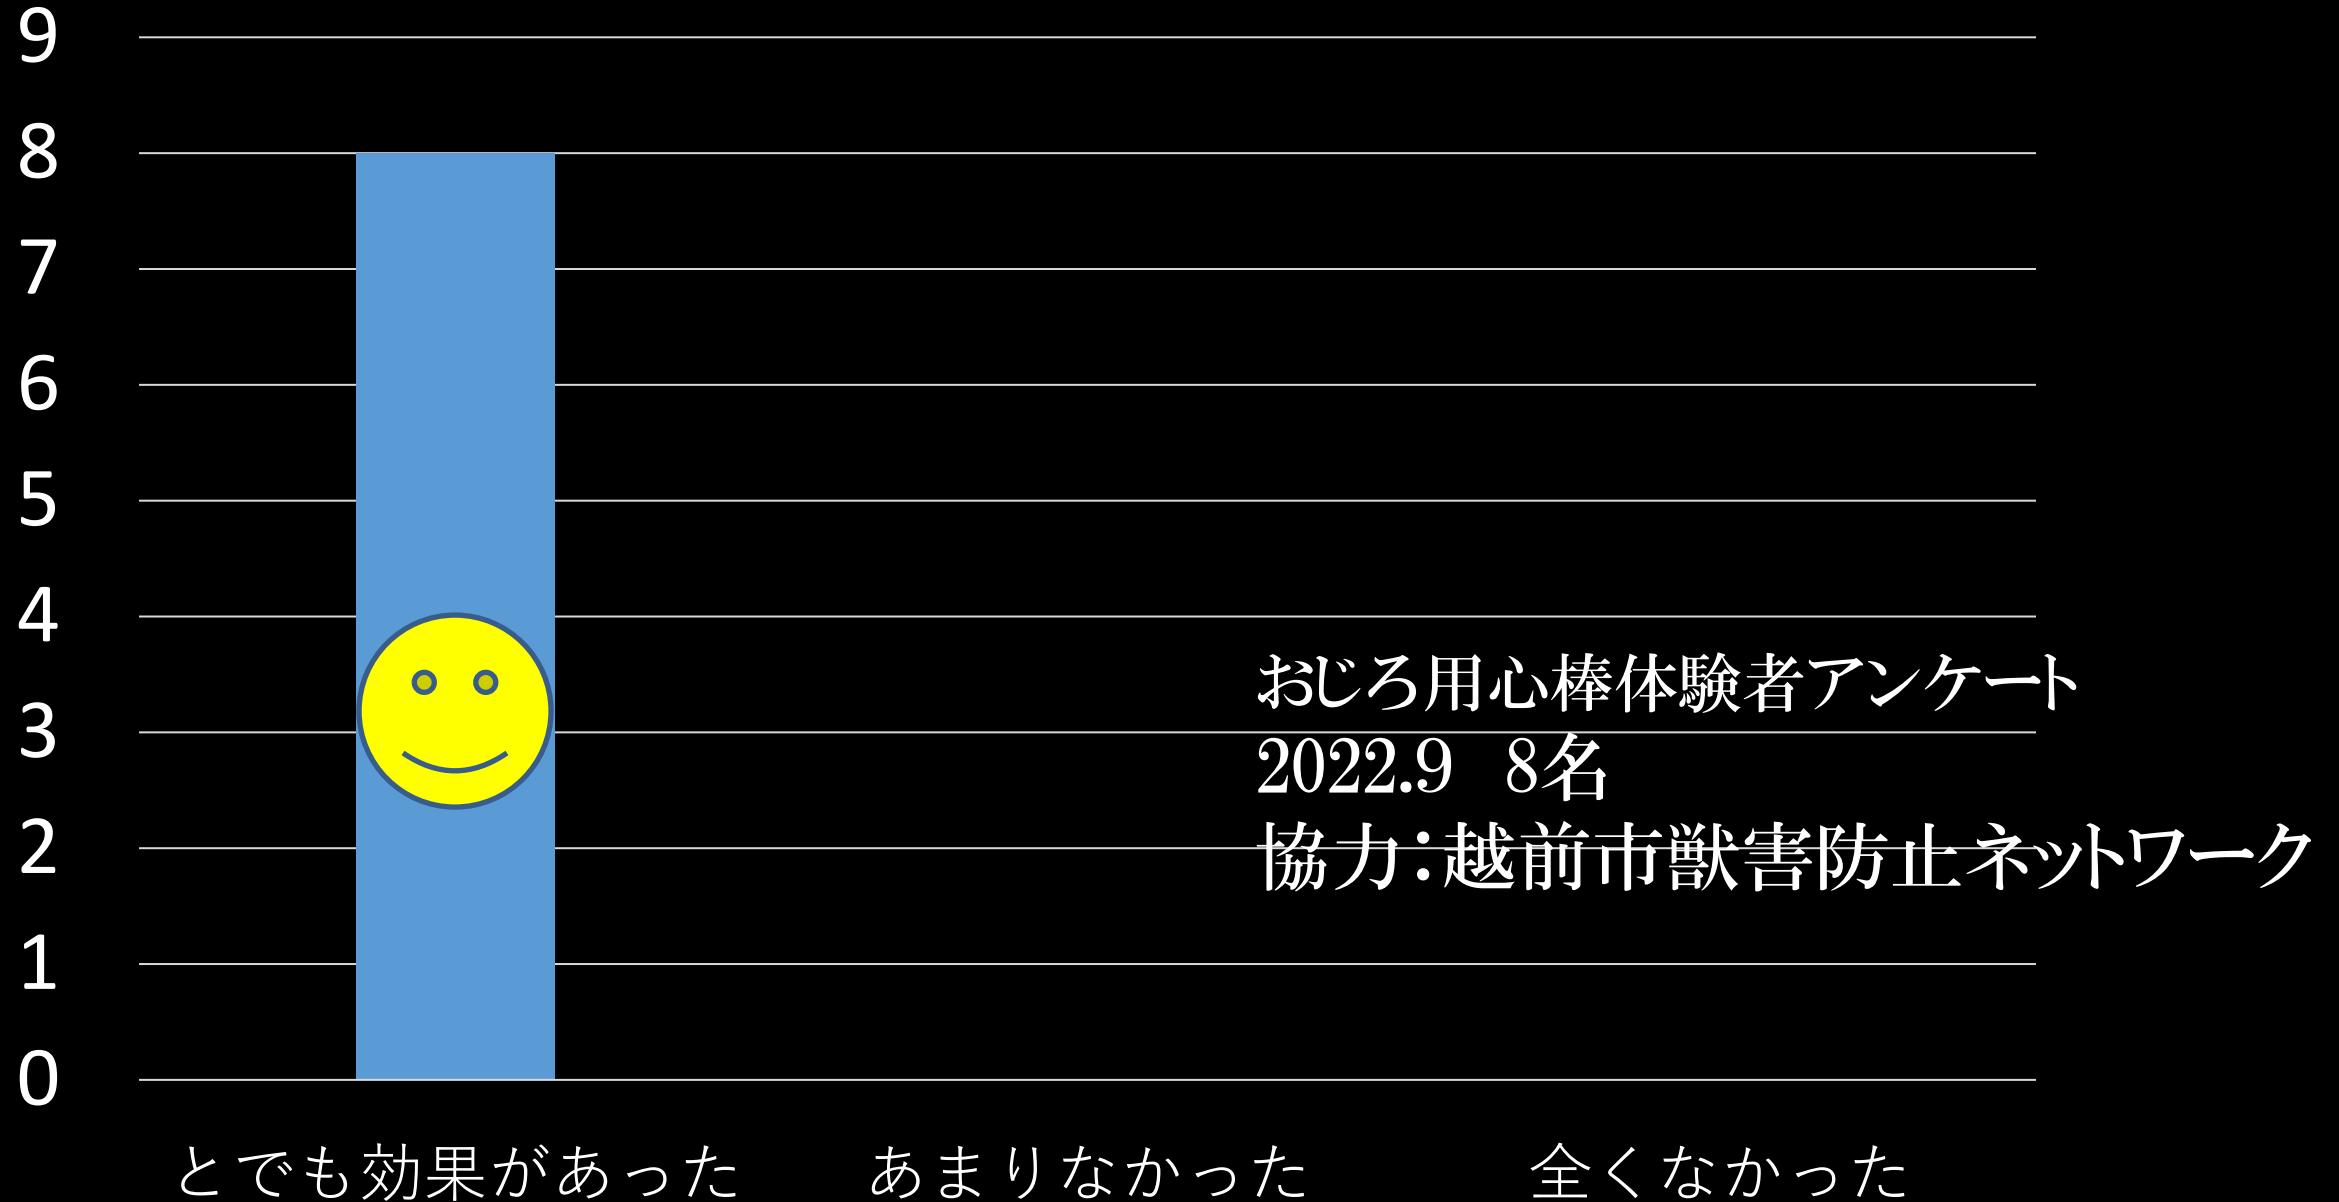 9
8
7
6
5
4
3
2
1
0
おじろ用心棒体験者アンケート
2022.9　8名
協力：越前市獣害防止ネットワーク
とでも効果があった
あまりなかった
全くなかった